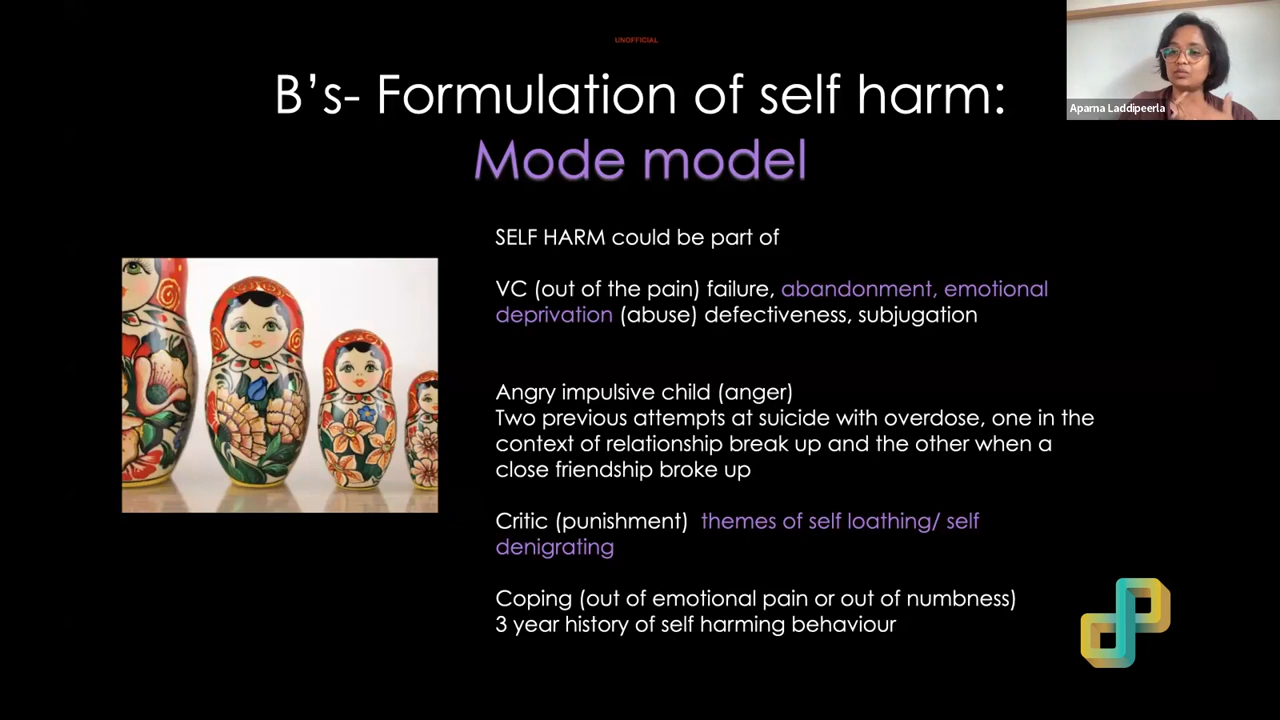 UNOFFICIAL
B’s- Formulation of self harm:
Mode model
Aparna Laddipeerla
SELF HARM could be part of
VC (out of the pain) failure, abandonment, emotional
deprivation (abuse) defectiveness, subjugation
Angry impulsive child (anger)
Two previous attempts at suicide with overdose, one in the
context of relationship break up and the other when a
close friendship broke up
Critic (punishment)  themes of self loathing/ self
denigrating
Coping (out of emotional pain or out of numbness)
3 year history of self harming behaviour